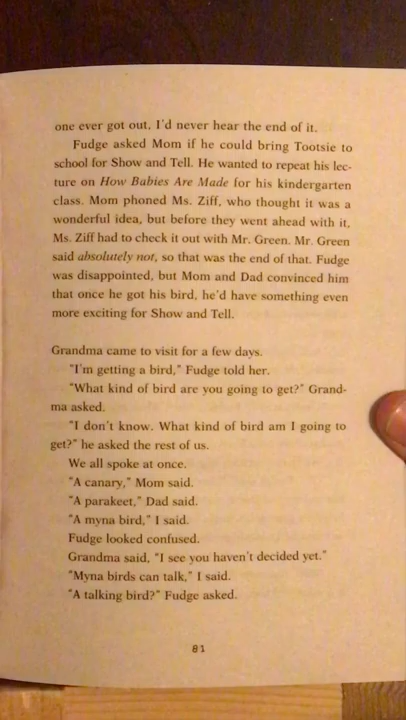 one ever got out, I'd never hear the end of it.
Fudge asked Mom if he could bring Tootsie to
school for Show and Tell. He wanted to repeat his lec-
ture on How Babies Are Made for his kindergarten
class. Mom phoned Ms. Ziff, who thought it was a
wonderful idea, but before they went ahead with it,
Ms. Ziff had to check it out with Mr. Green. Mr. Green
said absolutely not, so that was the end of that. Fudge
was disappointed, but Mom and Dad convinced him
that once he got his bird, he'd have something even
more exciting for Show and Tell.
Grandma came to visit for a few days.
"I'm getting a bird," Fudge told her.
"What kind of bird are you going to get?" Grand-
ma asked.
"I don't know. What kind of bird am I going to
get?" he asked the rest of us.
We all spoke at once.
"A canary," Mom said.
"A parakeet," Dad said.
"A myna bird," I said.
Fudge looked confused.
Grandma said, "I see you haven't decided yet."
"Myna birds can talk," I said.
"A talking bird?" Fudge asked.
81